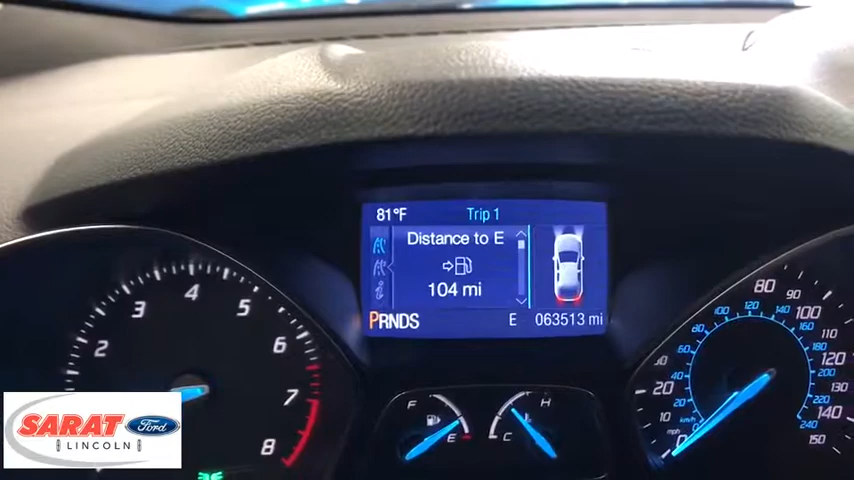 81°F Trip 1
Distance to E
104 mi
PRNDS E 063513 mi
2 3 4 5 6 7 8
F E
C H
km/h
mph
10 20 80 90 100 110 120 130 140 150
20 40 60 80 100 120 140 160 180 200 220 240
SARAT Ford
LINCOLN